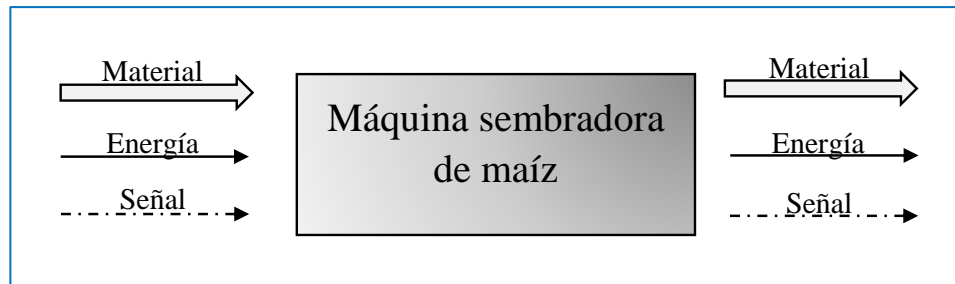 Material
Energía
Señal
Máquina sembradora
de maíz
Material
Energía
Señal